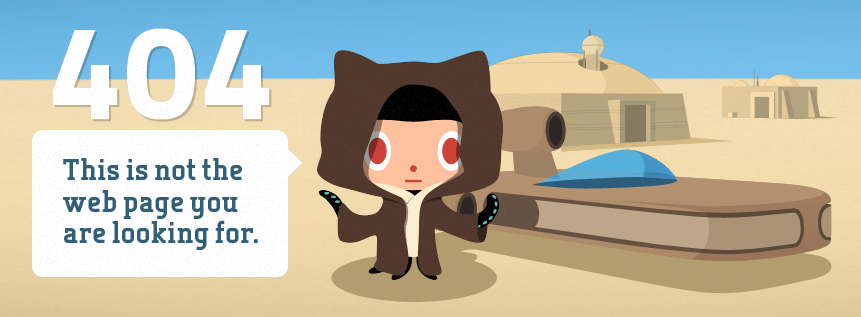 404
This is not the
web page you
are looking for.